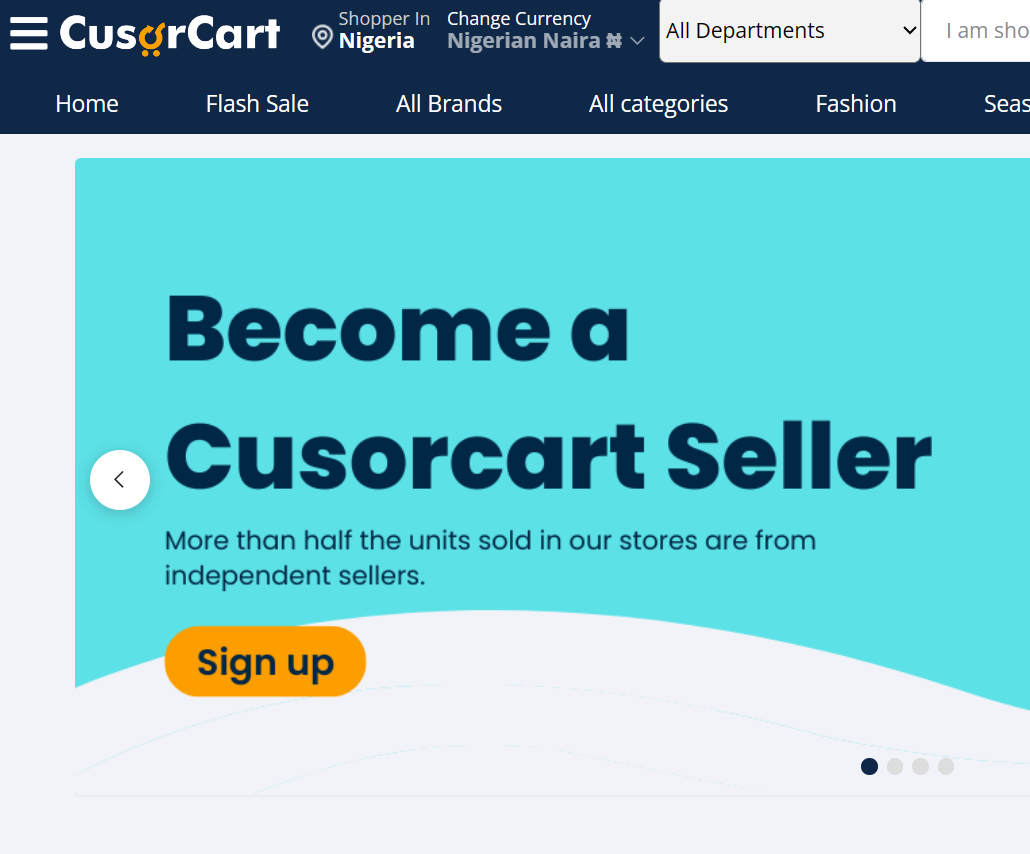 CusorCart
Shopper In
Nigeria
Change Currency
Nigerian Naira ₦
All Departments
I am sho
Home
Flash Sale
All Brands
All categories
Fashion
Seas
Become a
Cusorcart Seller
More than half the units sold in our stores are from
independent sellers.
Sign up